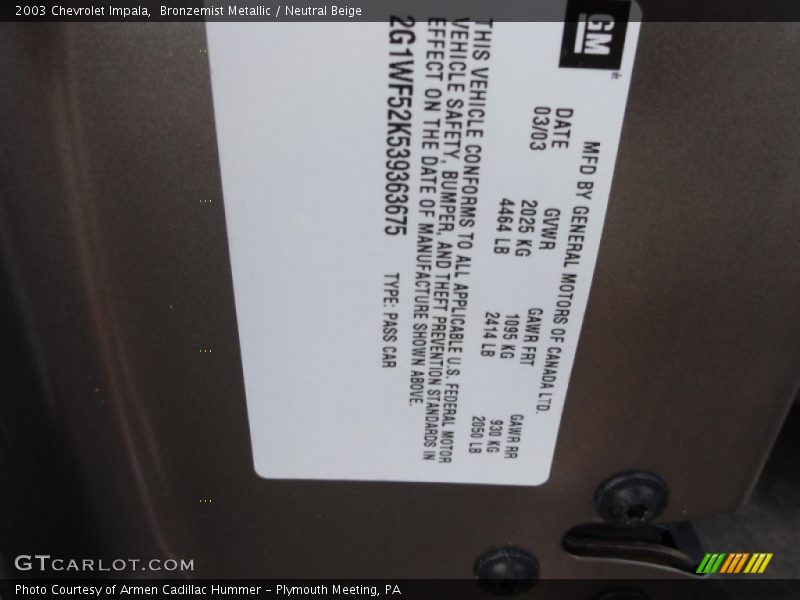 2003 Chevrolet Impala, Bronzemist Metallic / Neutral Beige
GM
MFD BY GENERAL MOTORS OF CANADA LTD.
DATE GVWR GAWR FRT GAWR RR
03/03 2025 KG 1095 KG 930 KG
4464 LB 2414 LB 2050 LB
THIS VEHICLE CONFORMS TO ALL APPLICABLE U.S. FEDERAL MOTOR
VEHICLE SAFETY, BUMPER, AND THEFT PREVENTION STANDARDS IN
EFFECT ON THE DATE OF MANUFACTURE SHOWN ABOVE.
2G1WF52K539363675 TYPE: PASS CAR
GTCARLOT.COM
Photo Courtesy of Armen Cadillac Hummer - Plymouth Meeting, PA